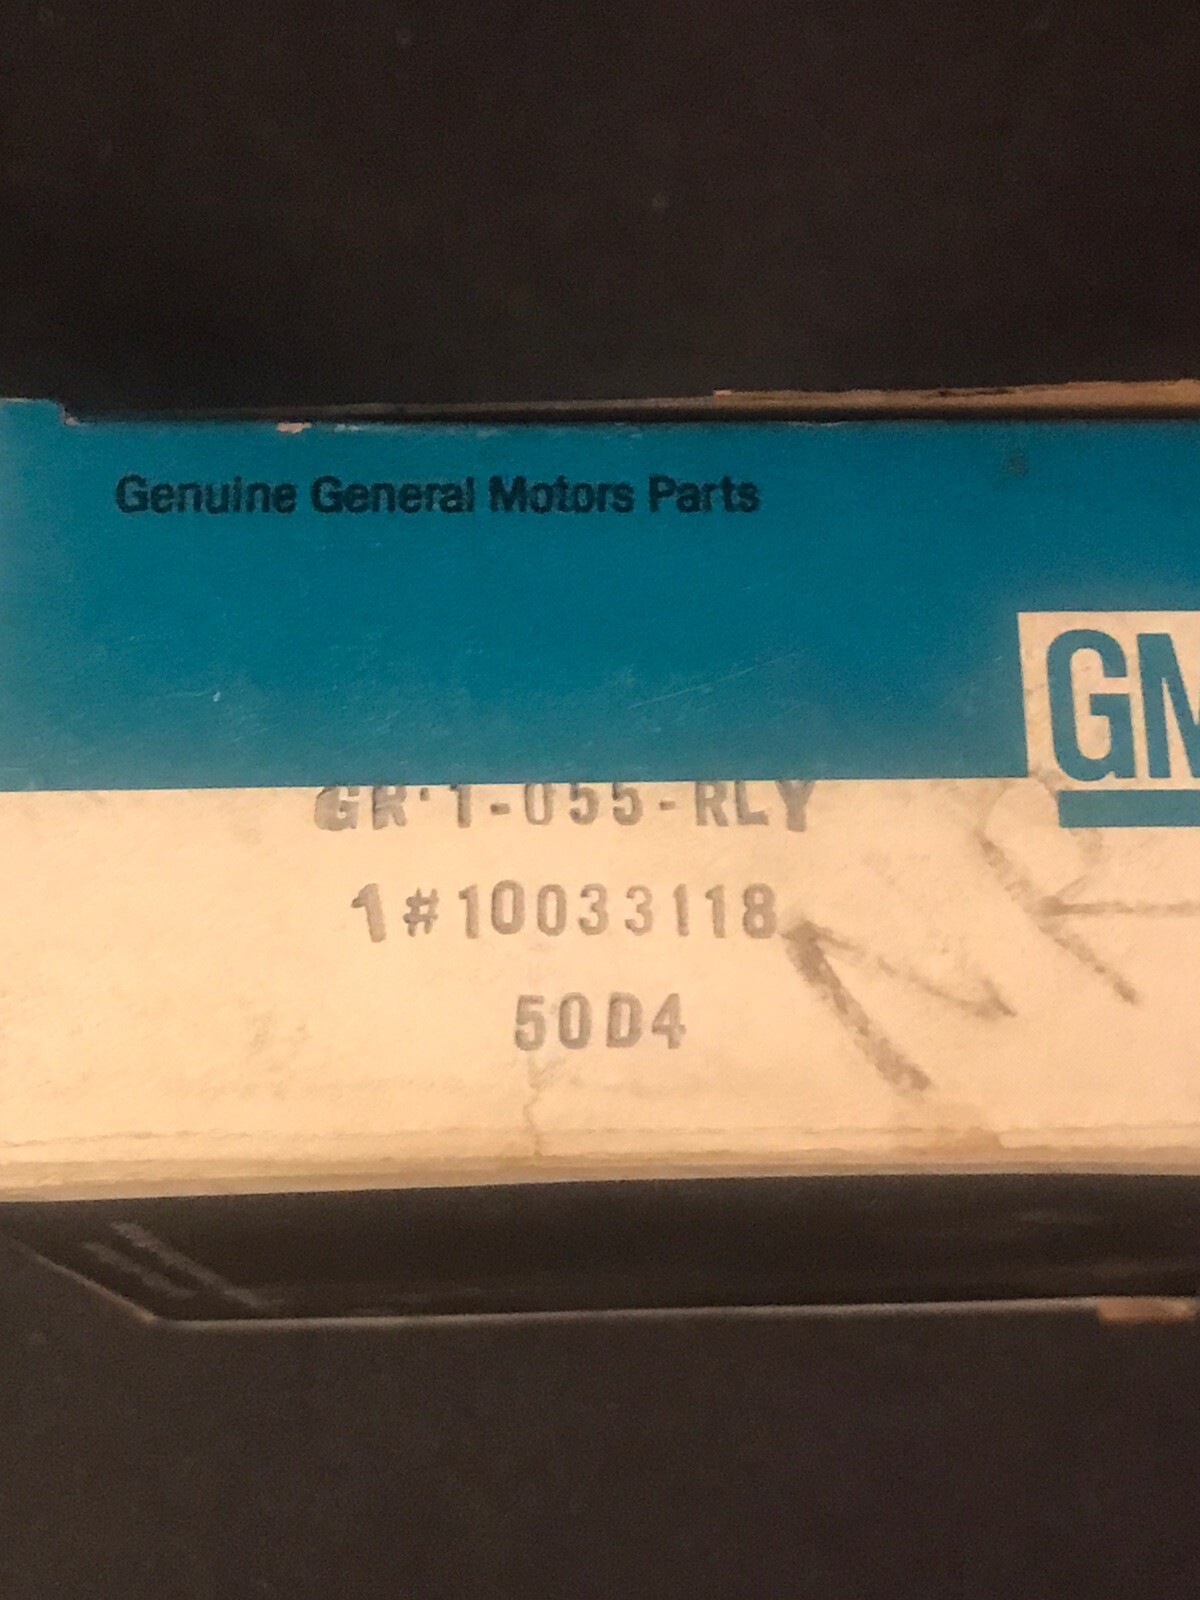 Genuine General Motors Parts
GM
GR 1-055-RLY
1#10033118
50D4